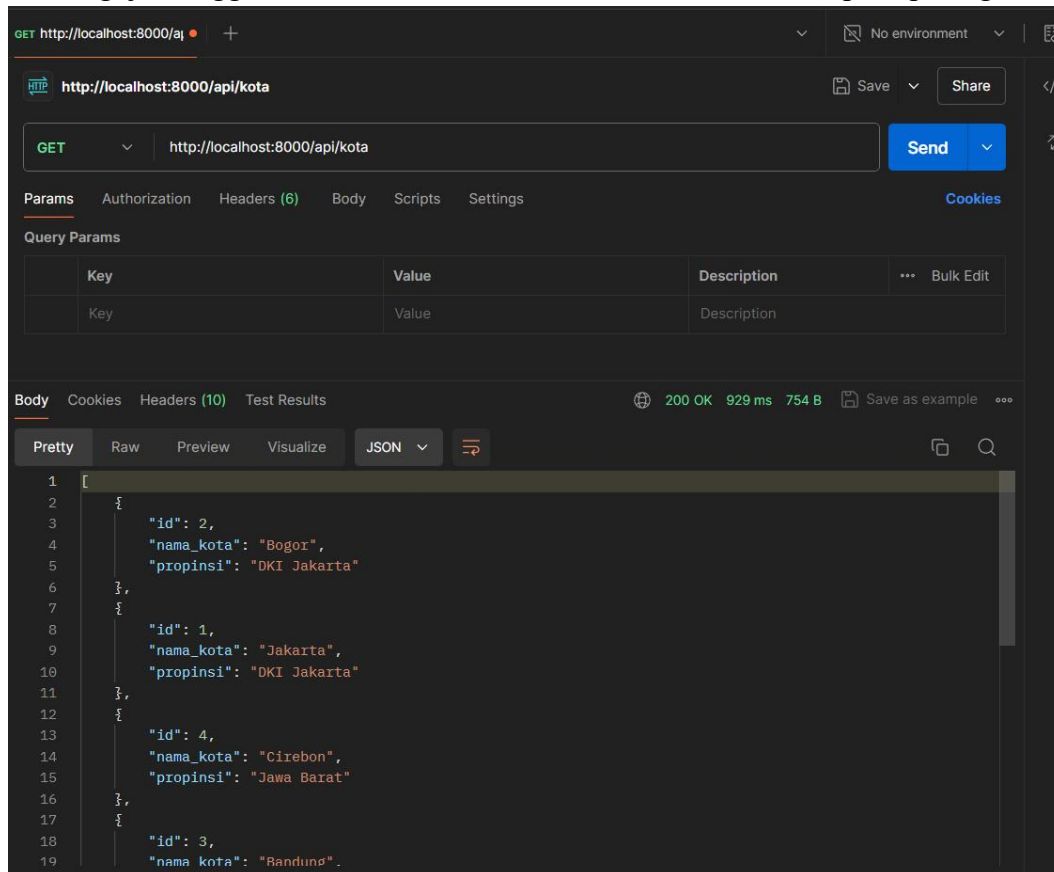 GET http://localhost:8000/ap
No environment
HTTP http://localhost:8000/api/kota
Save
Share
GET http://localhost:8000/api/kota
Send
Params Authorization Headers (6) Body Scripts Settings Cookies
Query Params
Key Value Description ••• Bulk Edit
Key Value Description
Body Cookies Headers (10) Test Results 200 OK 929 ms 754 B Save as example
Pretty Raw Preview Visualize JSON
1 [
2 {
3 "id": 2,
4 "nama_kota": "Bogor",
5 "propinsi": "DKI Jakarta"
6 },
7 {
8 "id": 1,
9 "nama_kota": "Jakarta",
10 "propinsi": "DKI Jakarta"
11 },
12 {
13 "id": 4,
14 "nama_kota": "Cirebon",
15 "propinsi": "Jawa Barat"
16 },
17 {
18 "id": 3,
19 "nama_kota": "Bandung",